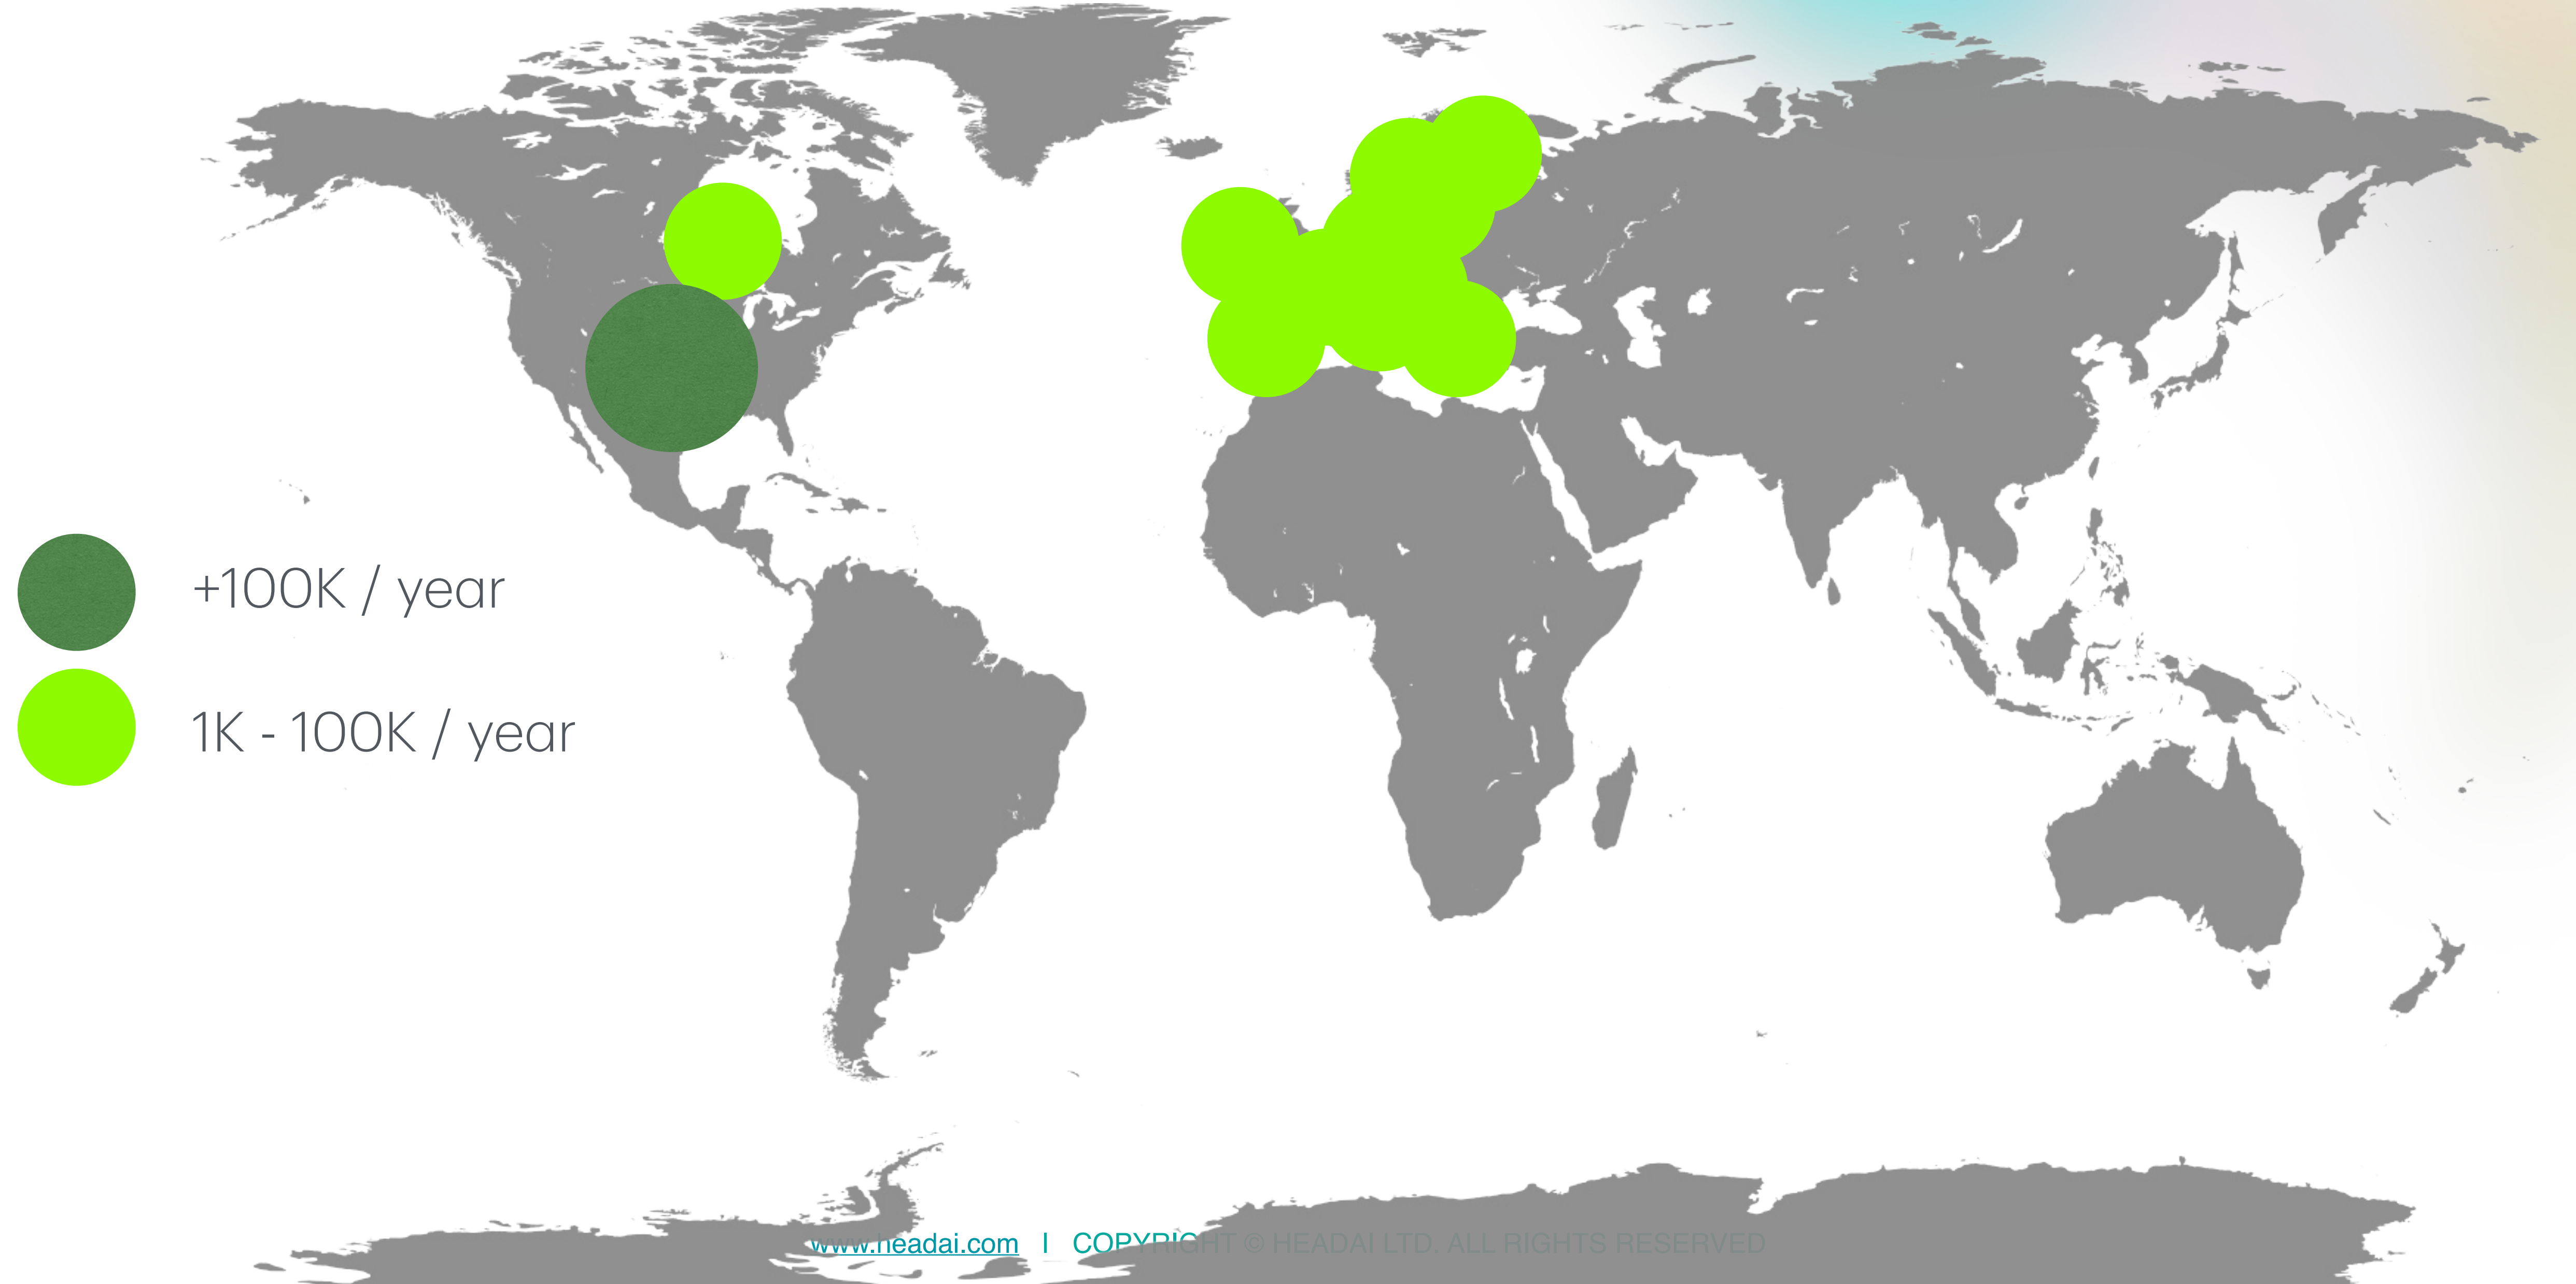 +100K / year
1K - 100K / year
www.headai.com | COPYRIGHT © HEADAI LTD. ALL RIGHTS RESERVED